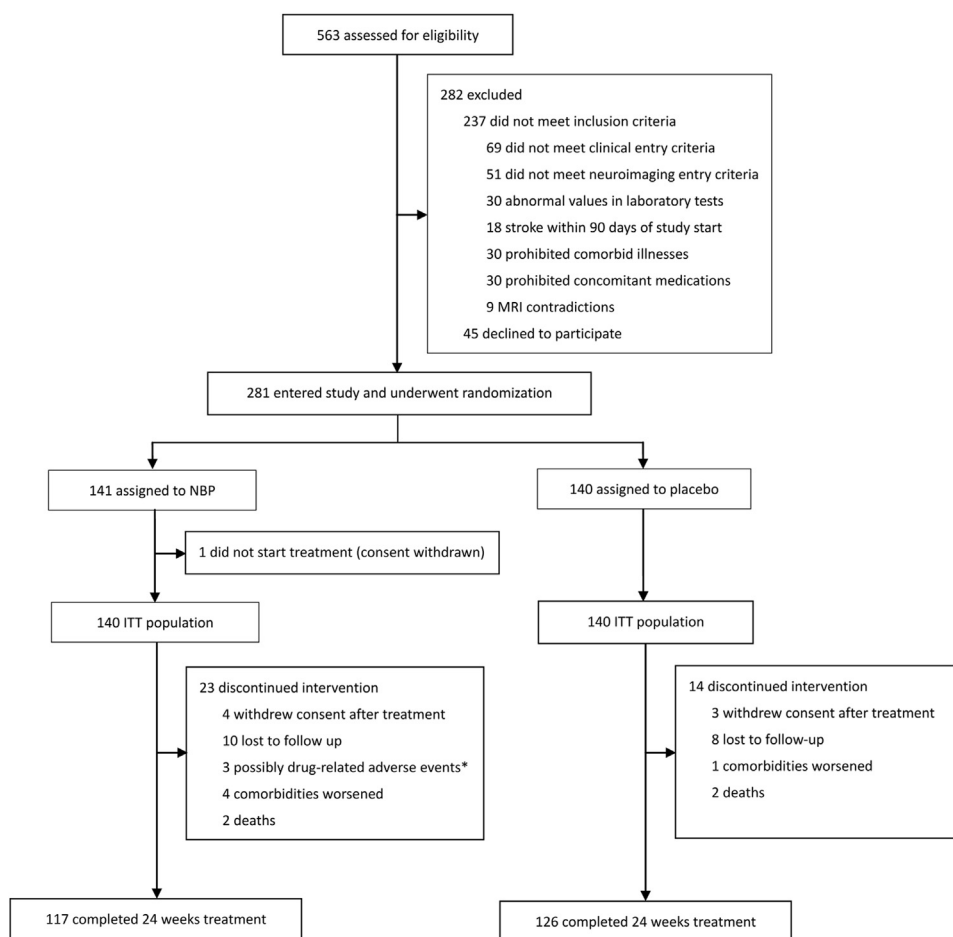 563 assessed for eligibility
282 excluded
237 did not meet inclusion criteria
69 did not meet clinical entry criteria
51 did not meet neuroimaging entry criteria
30 abnormal values in laboratory tests
18 stroke within 90 days of study start
30 prohibited comorbid illnesses
30 prohibited concomitant medications
9 MRI contradictions
45 declined to participate
281 entered study and underwent randomization
141 assigned to NBP
140 assigned to placebo
1 did not start treatment (consent withdrawn)
140 ITT population
140 ITT population
23 discontinued intervention
4 withdrew consent after treatment
10 lost to follow up
3 possibly drug-related adverse events*
4 comorbidities worsened
2 deaths
14 discontinued intervention
3 withdrew consent after treatment
8 lost to follow-up
1 comorbidities worsened
2 deaths
117 completed 24 weeks treatment
126 completed 24 weeks treatment